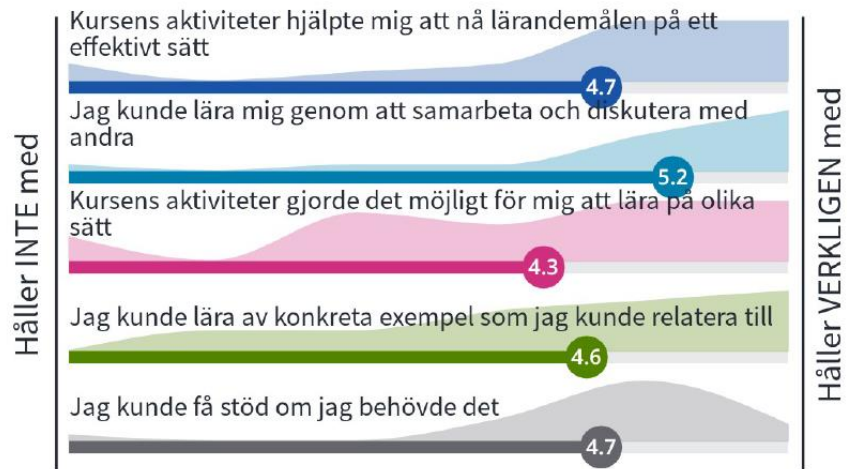 Håller INTE med
Kursens aktiviteter hjälpte mig att nå lärandemålen på ett
effektivt sätt
4.7
Jag kunde lära mig genom att samarbeta och diskutera med
andra
5.2
Kursens aktiviteter gjorde det möjligt för mig att lära på olika
sätt
4.3
Jag kunde lära av konkreta exempel som jag kunde relatera till
4.6
Jag kunde få stöd om jag behövde det
4.7
Håller VERKLIGEN med